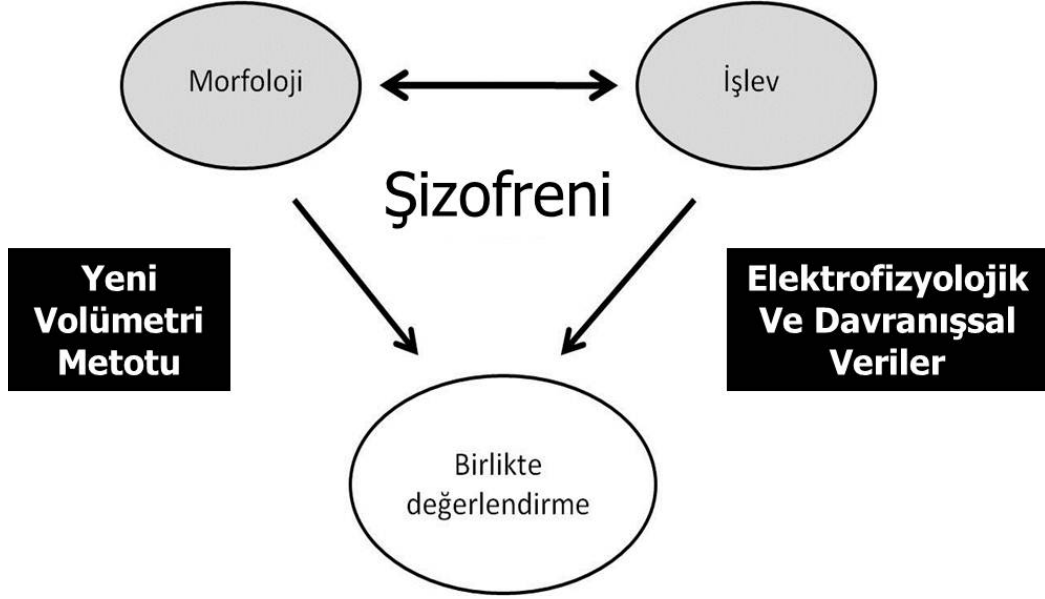 Morfoloji
İşlev
Şizofreni
Yeni
Volümetri
Metotu
Elektrofizyolojik
Ve Davranışsal
Veriler
Birlikte
değerlendirme